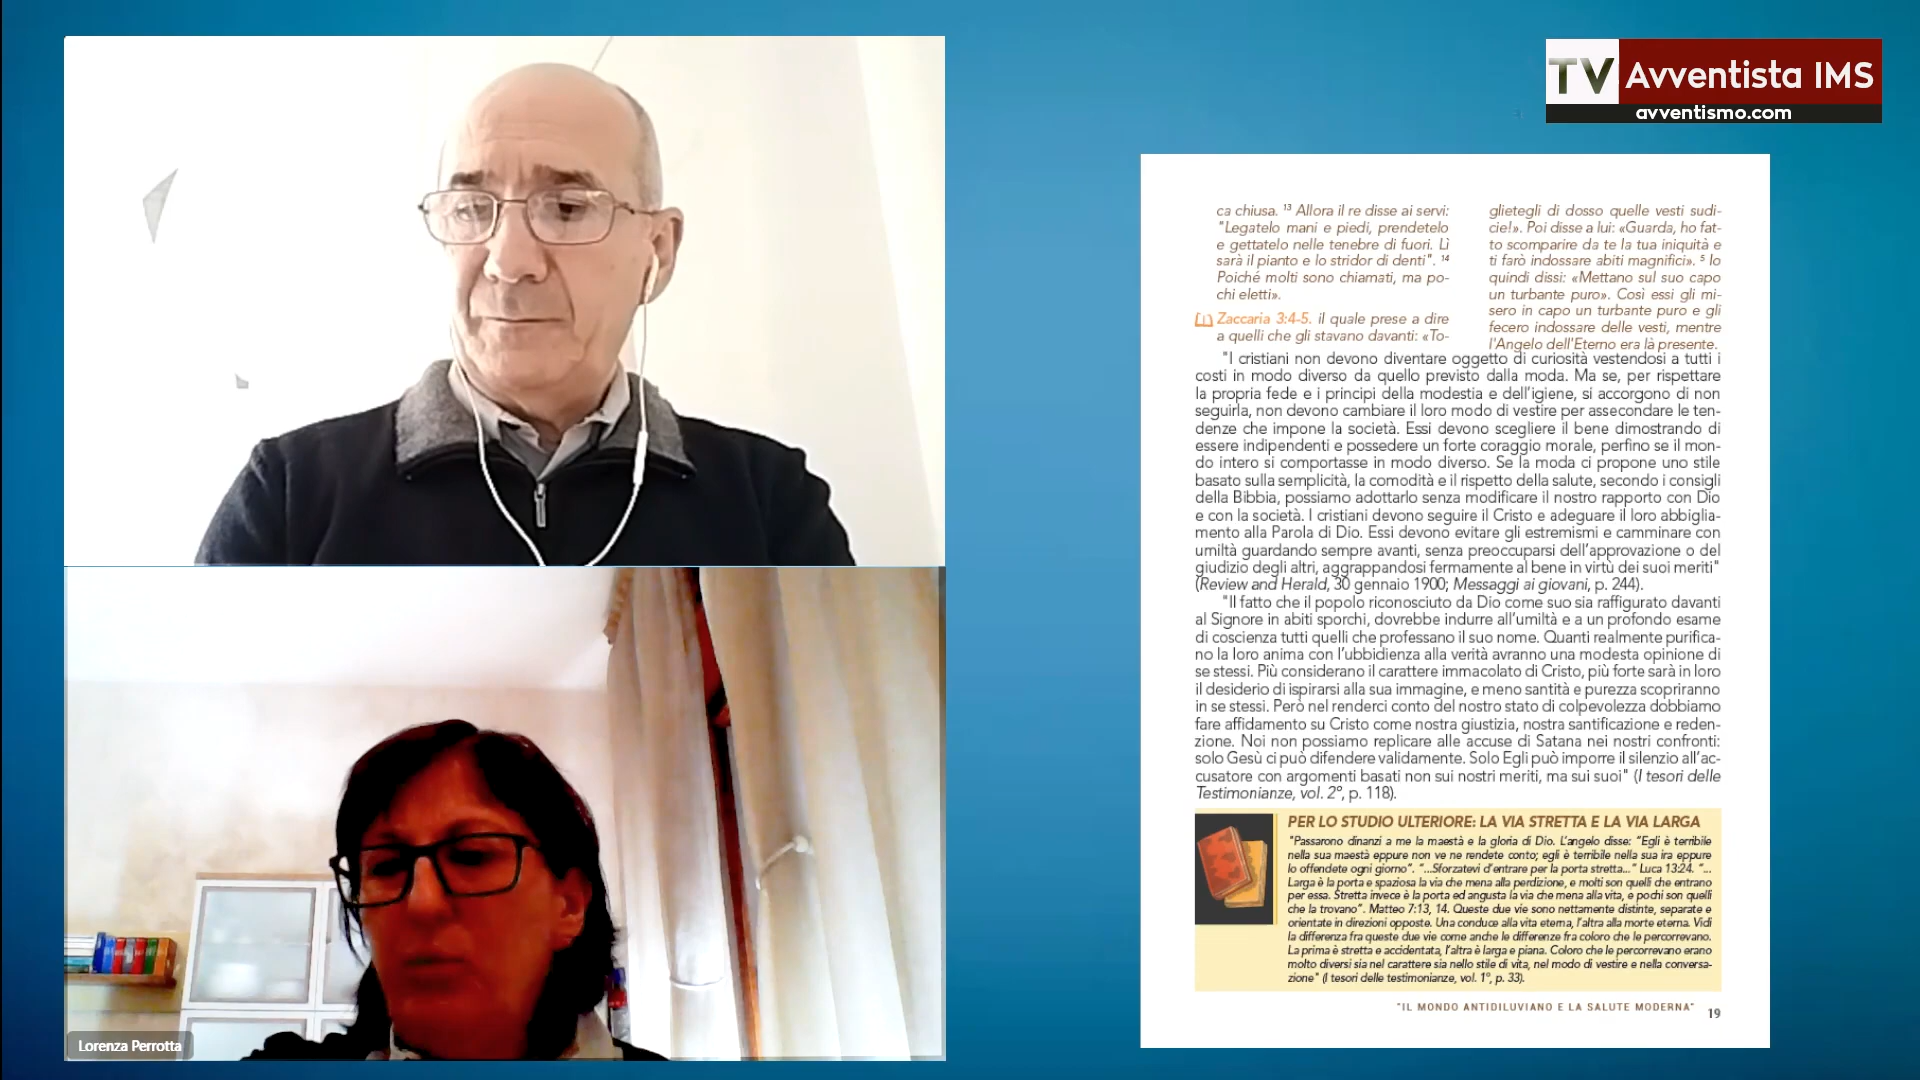 TV Avventista IMS
avventismo.com
ca chiusa. ¹³ Allora il re disse ai servi:
"Legatelo mani e piedi, prendetelo
e gettatelo nelle tenebre di fuori. Lì
sarà il pianto e lo stridor di denti". ¹⁴
Poiché molti sono chiamati, ma po-
chi eletti».
Zaccaria 3:4-5. il quale prese a dire
a quelli che gli stavano davanti: «To-
glietegli di dosso quelle vesti sudi-
cie!». Poi disse a lui: «Guarda, ho fat-
to scomparire da te la tua iniquità e
ti farò indossare abiti magnifici». ⁵ Io
quindi dissi: «Mettano sul suo capo
un turbante puro». Così essi gli mi-
sero in capo un turbante puro e gli
fecero indossare delle vesti, mentre
l'Angelo dell'Eterno era là presente.
"I cristiani non devono diventare oggetto di curiosità vestendosi a tutti i
costi in modo diverso da quello previsto dalla moda. Ma se, per rispettare
la propria fede e i principi della modestia e dell'igiene, si accorgono di non
seguirla, non devono cambiare il loro modo di vestire per assecondare le ten-
denze che impone la società. Essi devono scegliere il bene dimostrando di
essere indipendenti e possedere un forte coraggio morale, perfino se il mon-
do intero si comportasse in modo diverso. Se la moda ci propone uno stile
basato sulla semplicità, la comodità e il rispetto della salute, secondo i consigli
della Bibbia, possiamo adottarlo senza modificare il nostro rapporto con Dio
e con la società. I cristiani devono seguire il Cristo e adeguare il loro abbiglia-
mento alla Parola di Dio. Essi devono evitare gli estremismi e camminare con
umiltà guardando sempre avanti, senza preoccuparsi dell'approvazione o del
giudizio degli altri, aggrappandosi fermamente al bene in virtù dei suoi meriti"
(Review and Herald, 30 gennaio 1900; Messaggi ai giovani, p. 244).
"Il fatto che il popolo riconosciuto da Dio come suo sia raffigurato davanti
al Signore in abiti sporchi, dovrebbe indurre all'umiltà e a un profondo esame
di coscienza tutti quelli che professano il suo nome. Quanti realmente purifica-
no la loro anima con l'ubbidienza alla verità avranno una modesta opinione di
se stessi. Più considerano il carattere immacolato di Cristo, più forte sarà in loro
il desiderio di ispirarsi alla sua immagine, e meno santità e purezza scopriranno
in se stessi. Però nel renderci conto del nostro stato di colpevolezza dobbiamo
fare affidamento su Cristo come nostra giustizia, nostra santificazione e reden-
zione. Noi non possiamo replicare alle accuse di Satana nei nostri confronti:
solo Gesù ci può difendere validamente. Solo Egli può imporre il silenzio all'ac-
cusatore con argomenti basati non sui nostri meriti, ma sui suoi" (I tesori delle
Testimonianze, vol. 2°, p. 118).
PER LO STUDIO ULTERIORE: LA VIA STRETTA E LA VIA LARGA
"Passarono dinanzi a me la maestà e la gloria di Dio. L'angelo disse: "Egli è terribile
nella sua maestà eppure non ve ne rendete conto; egli è terribile nella sua ira eppure
lo offendete ogni giorno". "...Sforzatevi d'entrare per la porta stretta..." Luca 13:24. "...
Larga è la porta e spaziosa la via che mena alla perdizione, e molti son quelli che entrano
per essa. Stretta invece è la porta ed angusta la via che mena alla vita, e pochi son quelli
che la trovano". Matteo 7:13, 14. Queste due vie sono nettamente distinte, separate e
orientate in direzioni opposte. Una conduce alla vita eterna, l'altra alla morte eterna. Vidi
la differenza fra queste due vie come anche le differenze fra coloro che le percorrevano.
La prima è stretta e accidentata, l'altra è larga e piana. Coloro che le percorrevano erano
molto diversi sia nel carattere sia nello stile di vita, nel modo di vestire e nella conversa-
zione" (I tesori delle testimonianze, vol. 1°, p. 33).
"IL MONDO ANTIDILUVIANO E LA SALUTE MODERNA" 19
Lorenza Perrotta